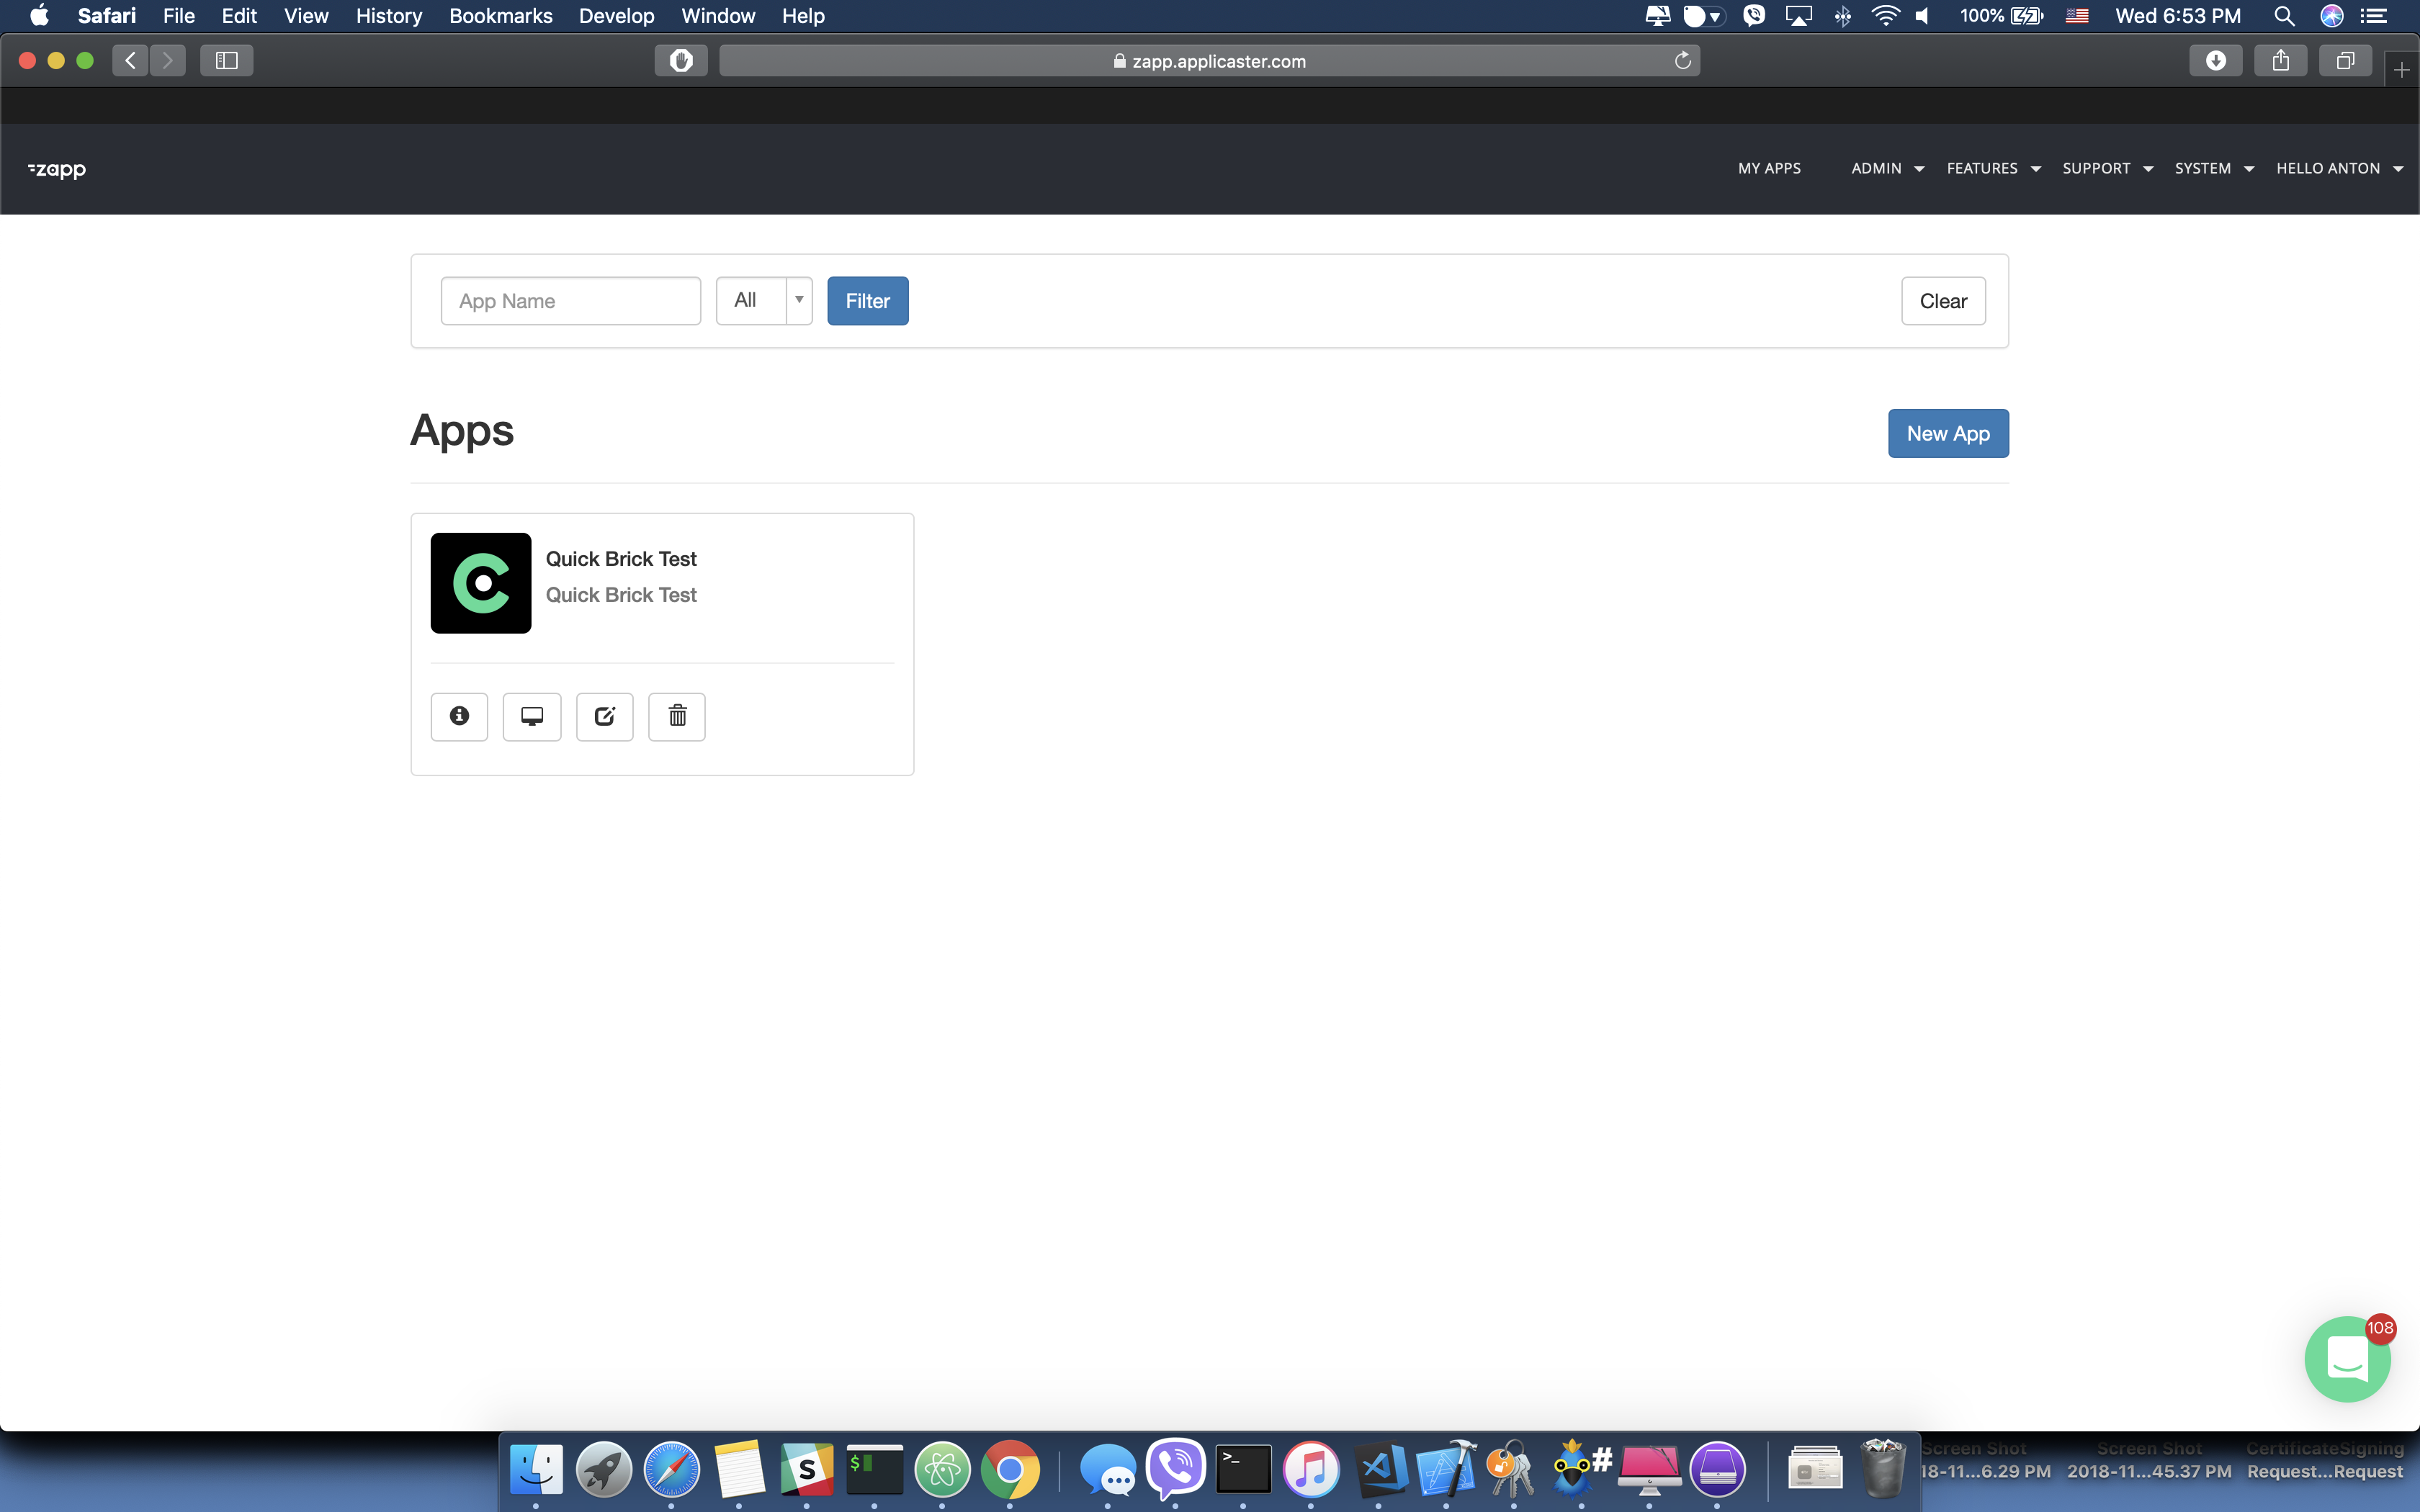 Safari File Edit View History Bookmarks Develop Window Help 100% Wed 6:53 PM
zapp.applicaster.com
zapp MY APPS ADMIN FEATURES SUPPORT SYSTEM HELLO ANTON
App Name All Filter Clear
Apps New App
Quick Brick Test
Quick Brick Test
108
Screen Shot Screen Shot CertificateSigning
18-11...6.29 PM 2018-11...45.37 PM Request...Request
S $ >_ #